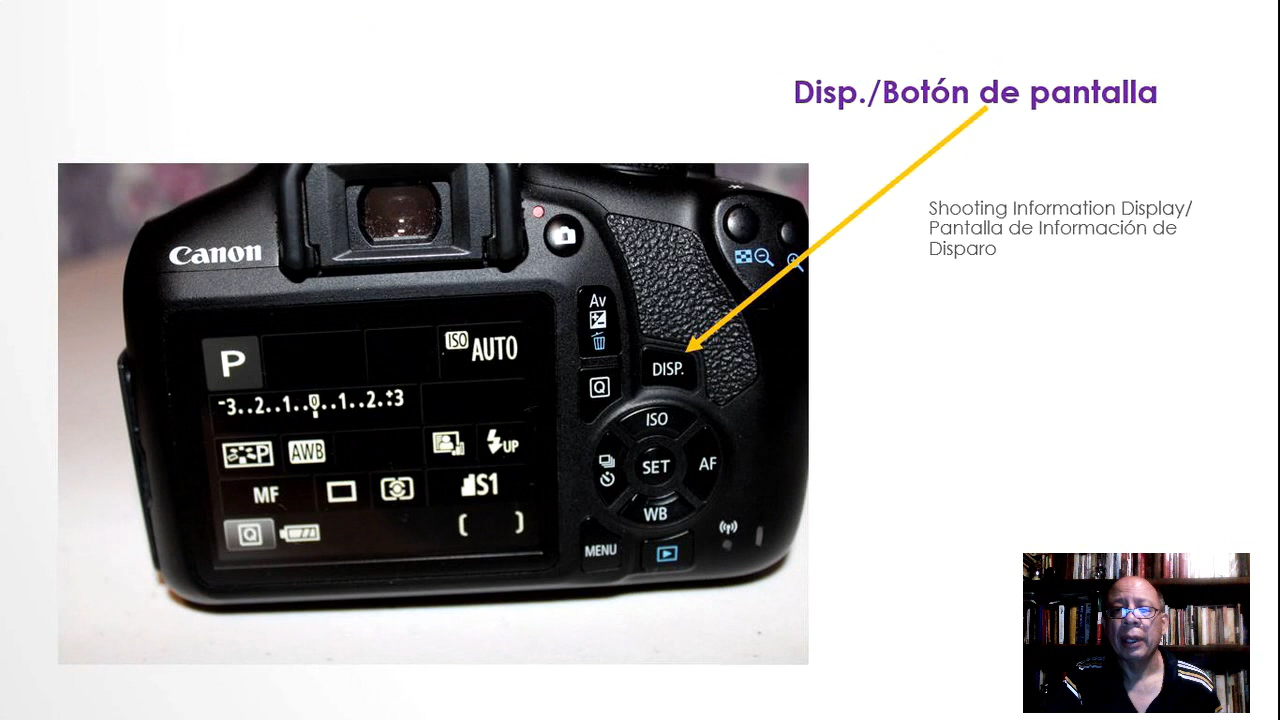 Disp./Botón de pantalla
Shooting Information Display/
Pantalla de Información de
Disparo
Canon
Av
P
ISO AUTO
-3..2..1..0..1..2.:+3
DISP.
Q
ISO
P AWB
UP
SET
AF
MF
S1
WB
Q
[ ]
MENU